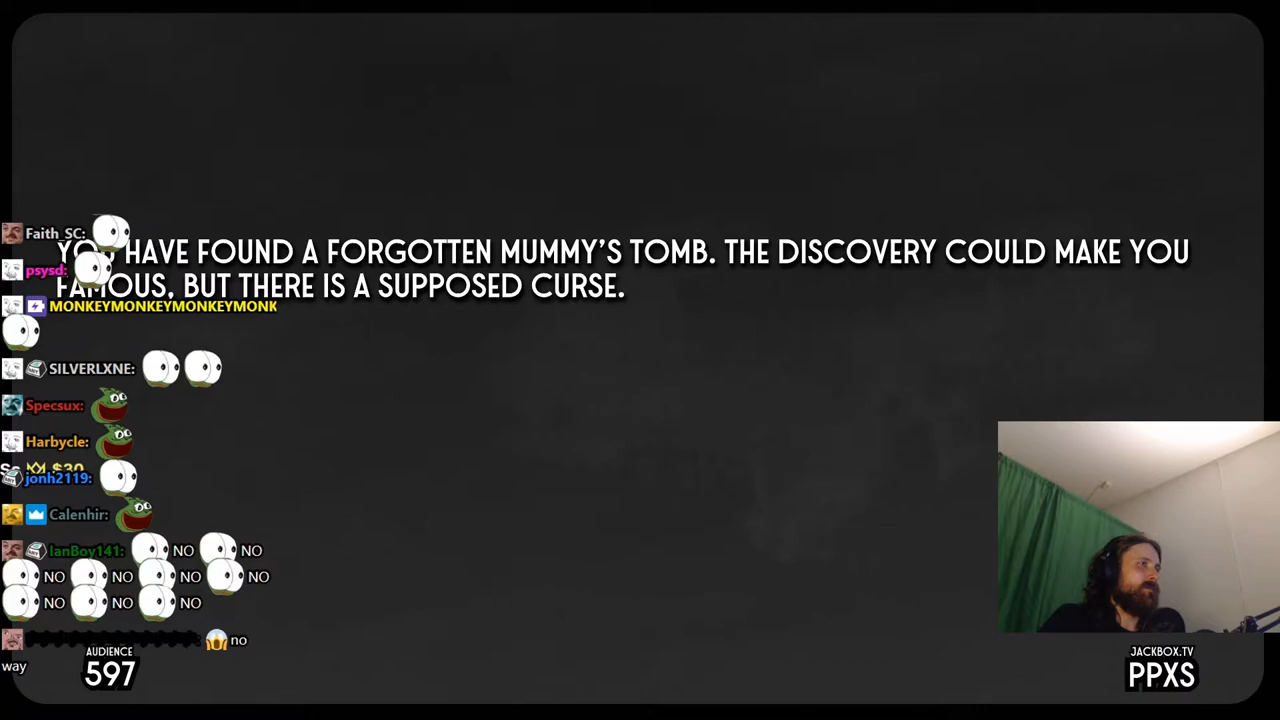 Faith_SC:
YOU HAVE FOUND A FORGOTTEN MUMMY'S TOMB. THE DISCOVERY COULD MAKE YOU
psysd:
FAMOUS, BUT THERE IS A SUPPOSED CURSE.
MONKEYMONKEYMONKEYMONK
SILVERLXNE:
Specsux:
Harbycle:
$30
jonh2119:
Calenhir:
IanBoy141: NO NO
NO NO NO NO
NO NO NO
no
way
AUDIENCE
597
JACKBOX.TV
PPXS